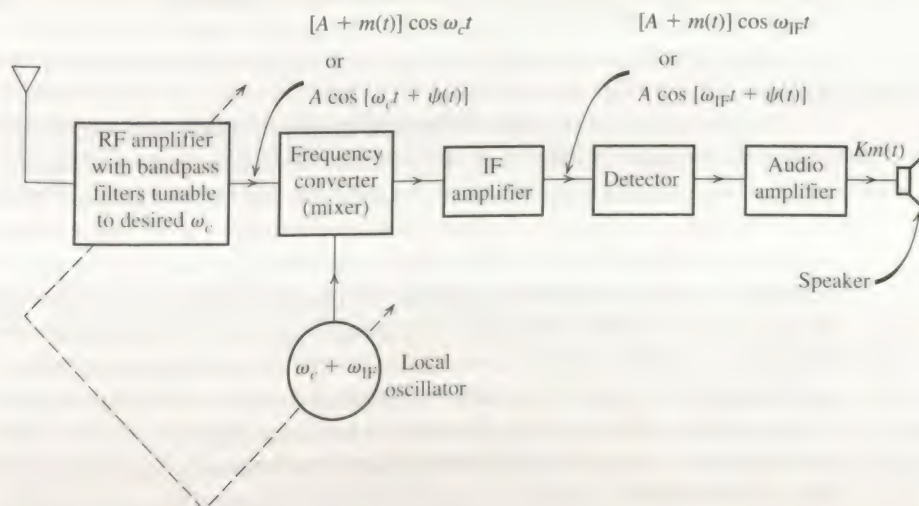 [A + m(t)] cos ω_c t
or
A cos [ω_c t + ψ(t)]
[A + m(t)] cos ω_IF t
or
A cos [ω_IF t + ψ(t)]
RF amplifier
with bandpass
filters tunable
to desired ω_c
Frequency
converter
(mixer)
IF
amplifier
Detector
Audio
amplifier
Km(t)
Speaker
ω_c + ω_IF
Local
oscillator